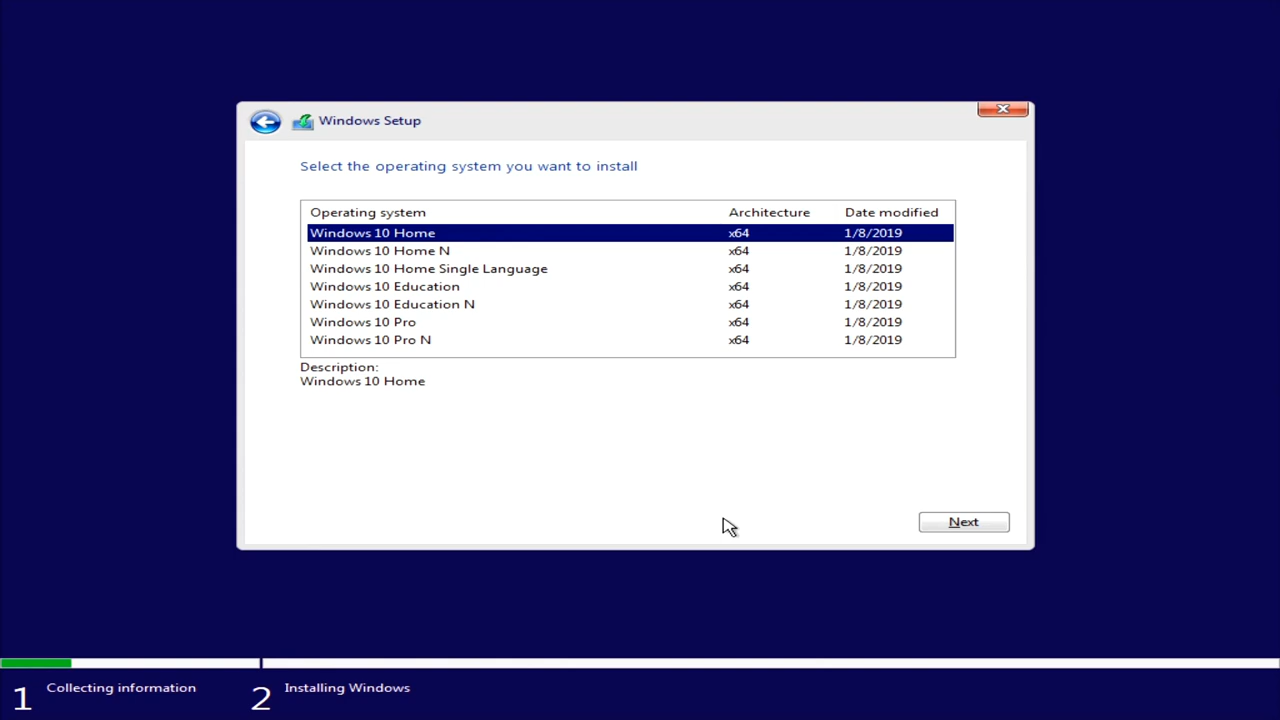 Windows Setup
Select the operating system you want to install
Operating system Architecture Date modified
Windows 10 Home x64 1/8/2019
Windows 10 Home N x64 1/8/2019
Windows 10 Home Single Language x64 1/8/2019
Windows 10 Education x64 1/8/2019
Windows 10 Education N x64 1/8/2019
Windows 10 Pro x64 1/8/2019
Windows 10 Pro N x64 1/8/2019
Description:
Windows 10 Home
Next
1 Collecting information 2 Installing Windows